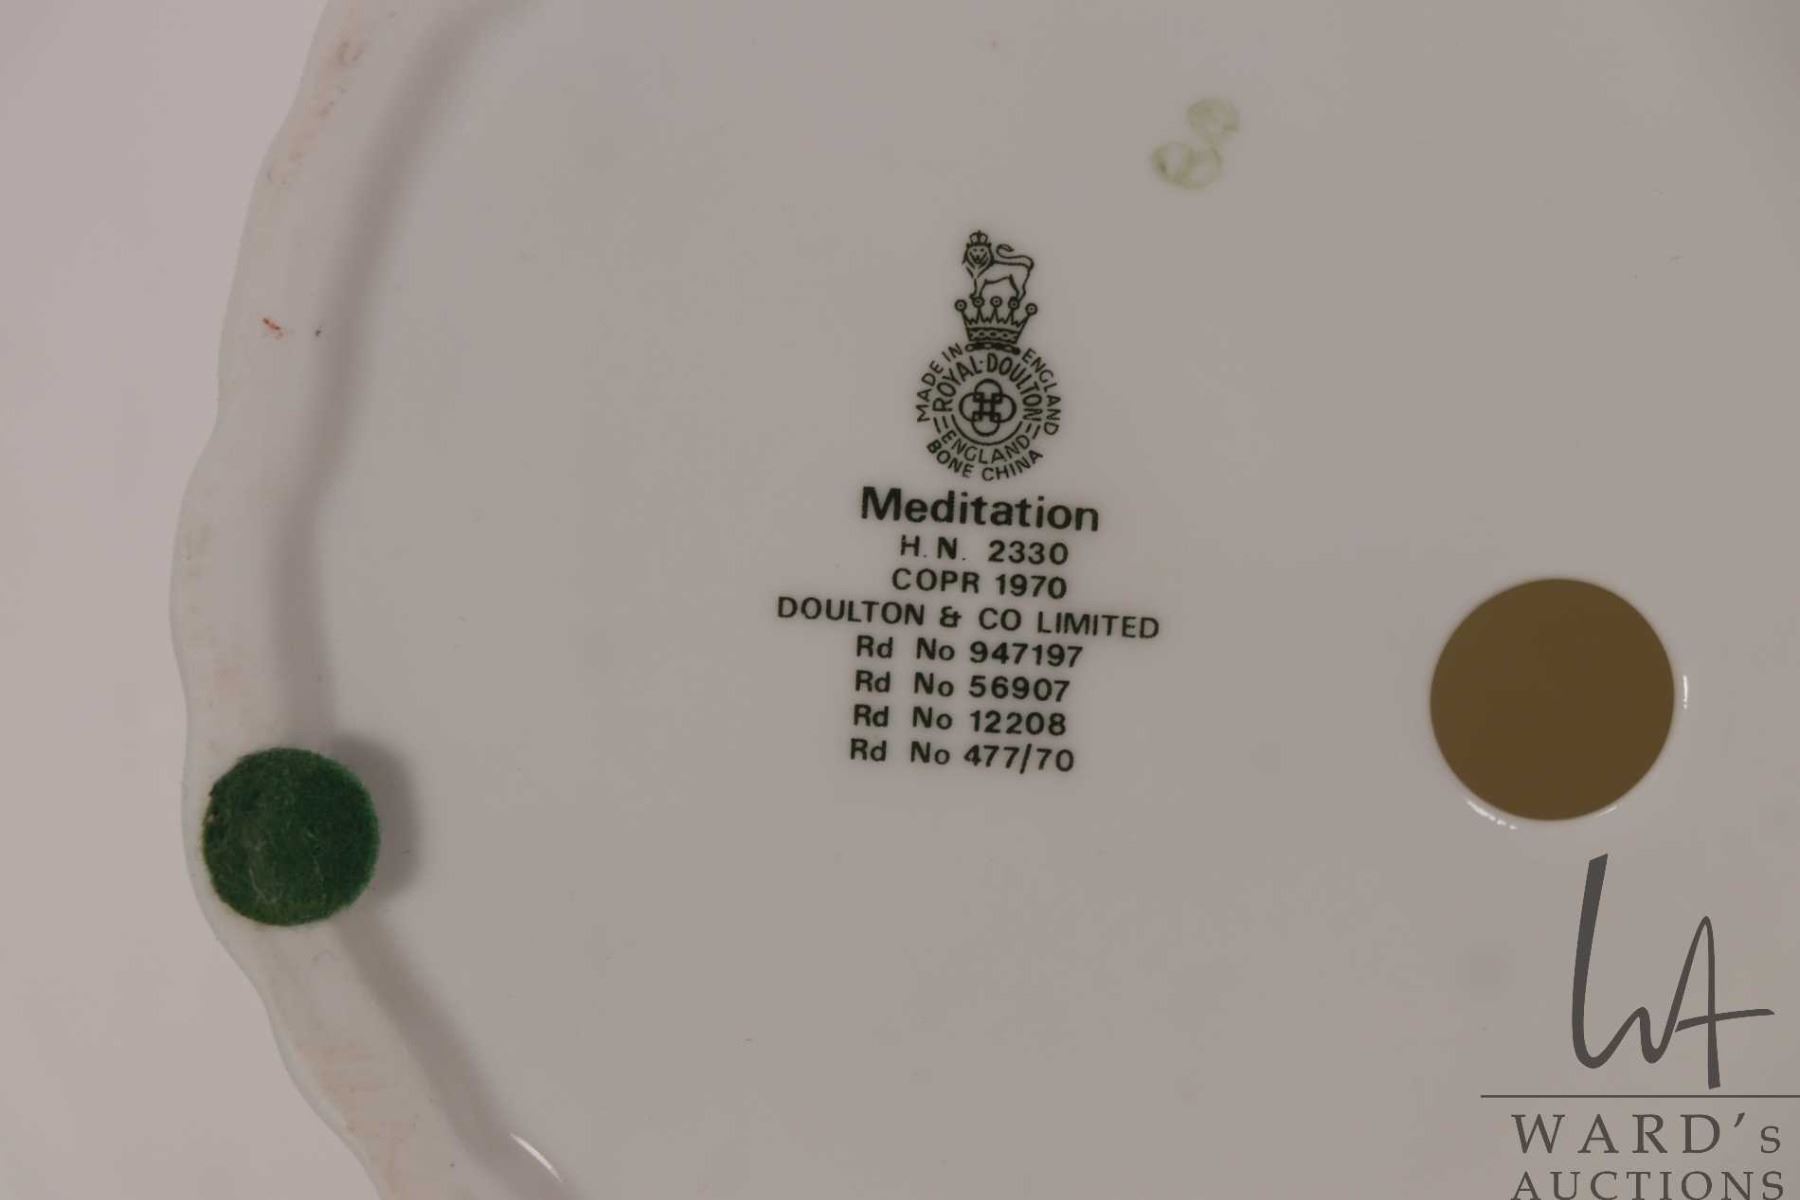 S
MADE IN ENGLAND
ROYAL·DOULTON
ENGLAND
BONE CHINA
Meditation
H. N. 2330
COPR 1970
DOULTON & CO LIMITED
Rd No 947197
Rd No 56907
Rd No 12208
Rd No 477/70
WA
WARD's
AUCTIONS